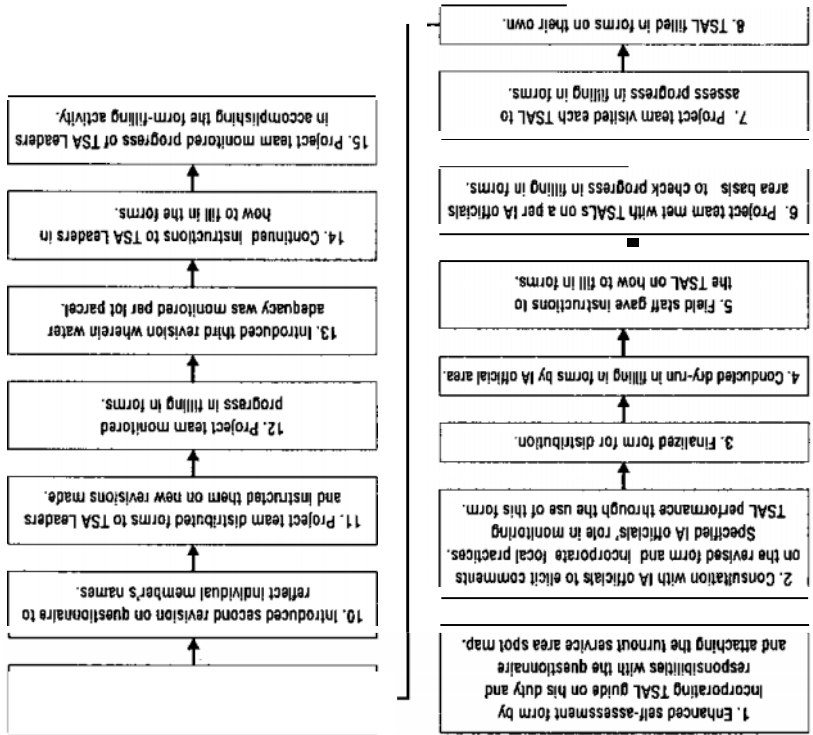 1. Enhanced self-assessment form by
Incorporating TSAL guide on his duty and
responsibilities with the questionnaire
and attaching the turnout service area spot map.
2. Consultation with IA officials to elicit comments
on the revised form and incorporate local practices.
Specified IA officials' role in monitoring
TSAL performance through the use of this form.
3. Finalized form for distribution.
4. Conducted dry-run in filling in forms by IA official area.
5. Field staff gave instructions to
the TSAL on how to fill in forms.
6. Project team met with TSALs on a per IA officials
area basis to check progress in filling in forms.
7. Project team visited each TSAL to
assess progress in filling in forms.
8. TSAL filled in forms on their own.
10. Introduced second revision on questionnaire to
reflect individual member's names.
11. Project team distributed forms to TSA Leaders
and instructed them on new revisions made.
12. Project team monitored
progress in filling in forms.
13. Introduced third revision wherein water
adequacy was monitored per lot parcel.
14. Continued instructions to TSA Leaders in
how to fill in the forms.
15. Project team monitored progress of TSA Leaders
in accomplishing the form-filling activity.